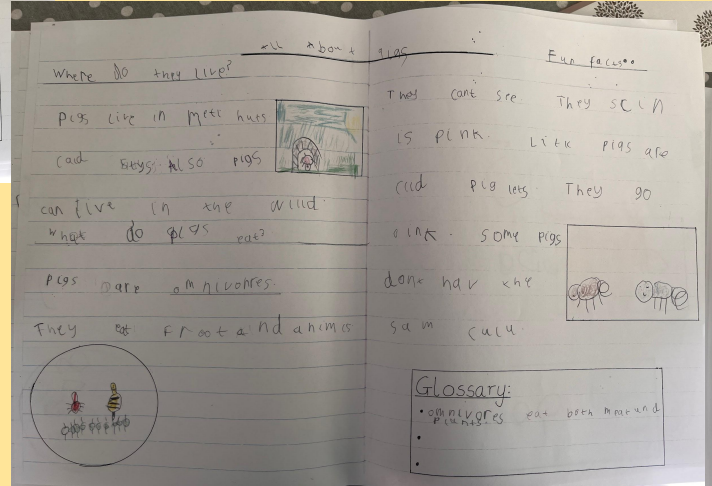 All About Pigs
Where do they live?
Pigs live in metl huts
cald stys. Also pigs
can live in the wiild.
What do pigs eat?
Pigs are omnivores.
They eat froot and animls
Fun facts
They cant see. They scin
is pink. Litk pigs are
cld piglets. They go
oink. Some pigs
dont hav the
sam culu.
Glossary:
• omnivores eat both meat and
plants.
•
•